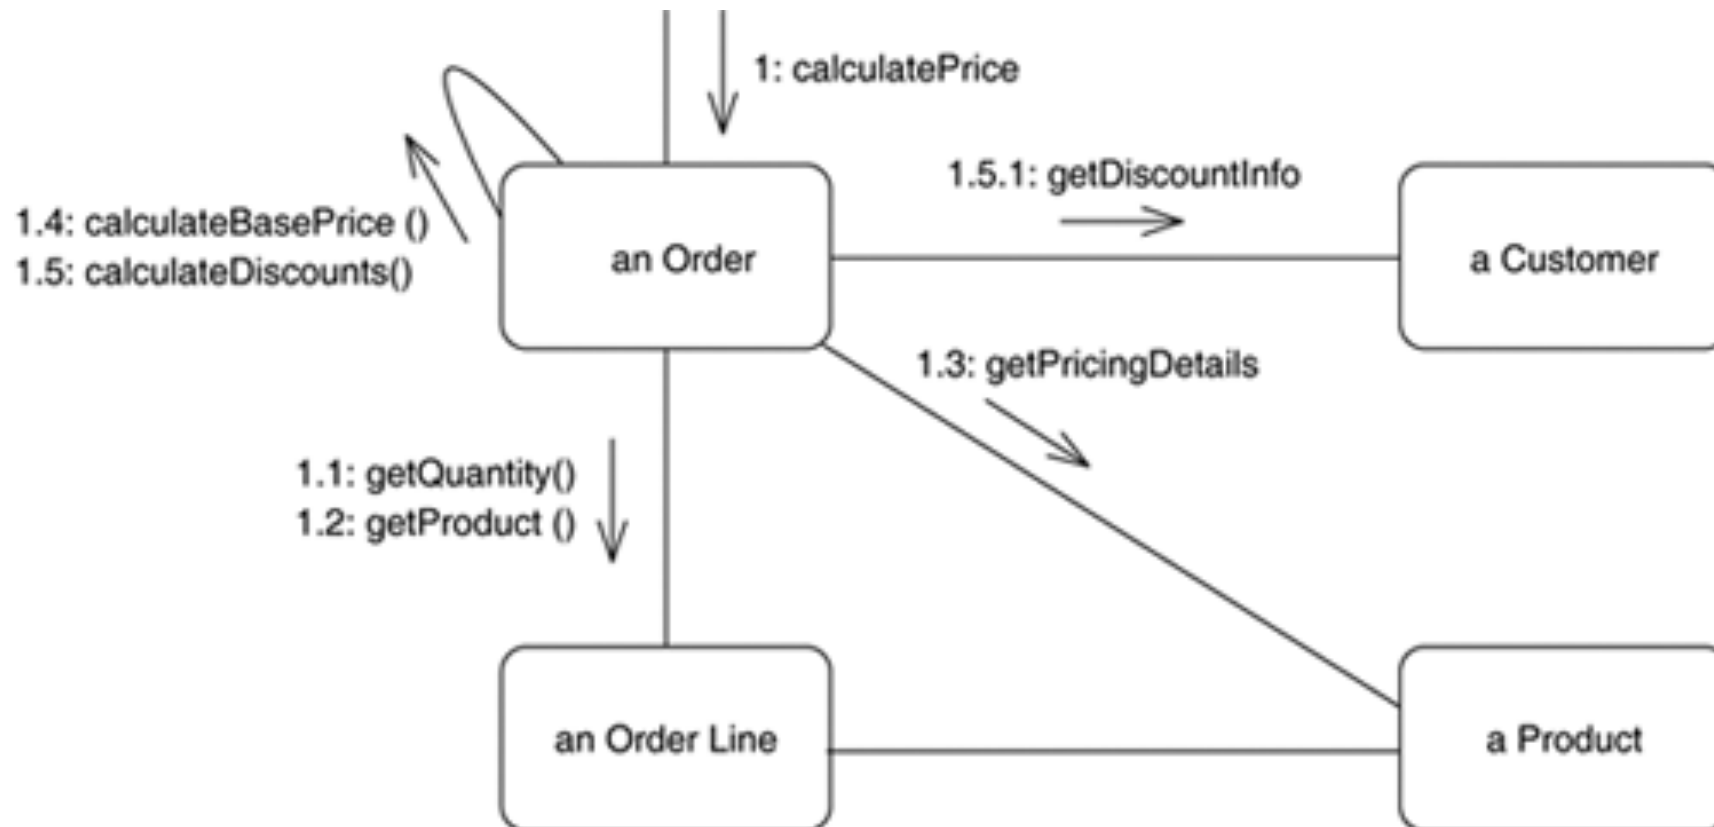 1: calculatePrice
1.5.1: getDiscountInfo
1.4: calculateBasePrice ()
1.5: calculateDiscounts()
an Order
a Customer
1.3: getPricingDetails
1.1: getQuantity()
1.2: getProduct ()
an Order Line
a Product